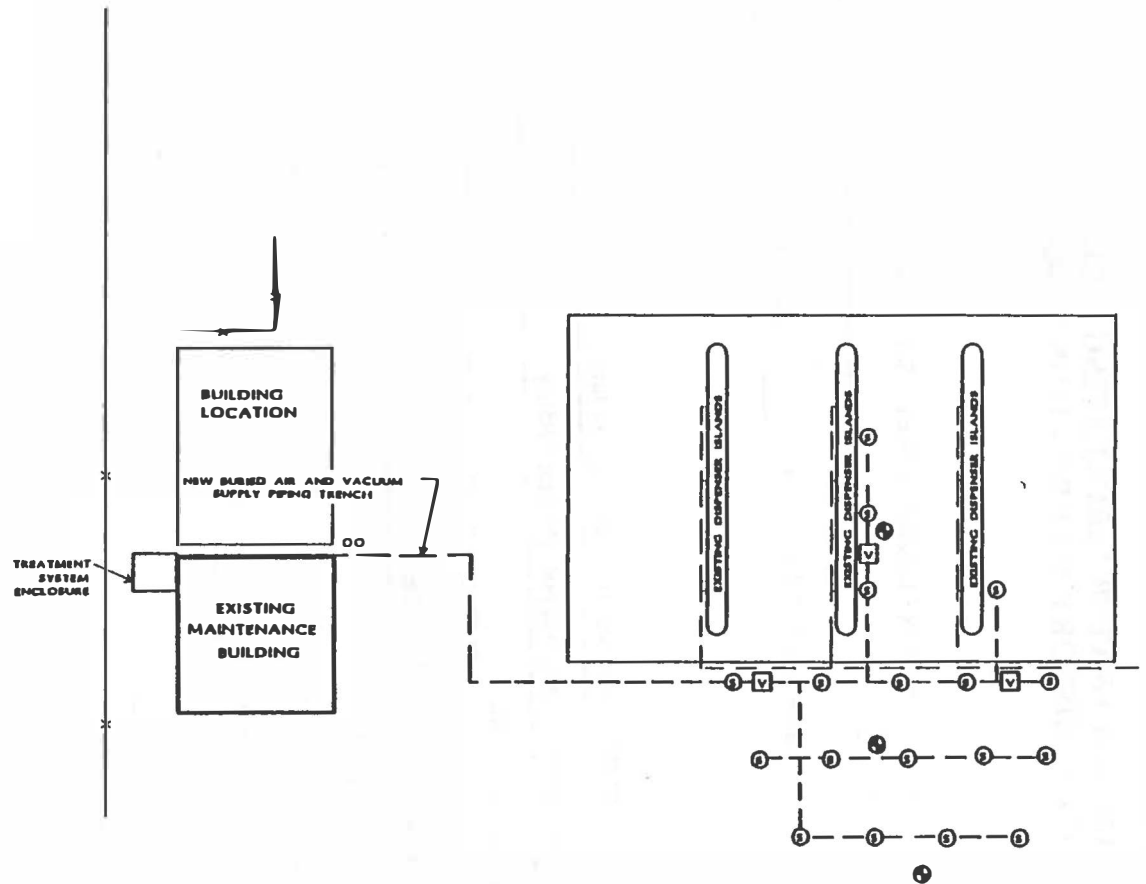 BUILDING
LOCATION
NEW BURIED AIR AND VACUUM
SUPPLY PIPING TRENCH
OO
TREATMENT
SYSTEM
ENCLOSURE
EXISTING
MAINTENANCE
BUILDING
EXISTING DISPENSER ISLANDS
EXISTING DISPENSER ISLANDS
EXISTING DISPENSER ISLANDS
S
S
V
S
S
S
V
S
S
S
V
S
S
S
S
S
S
S
S
S
S